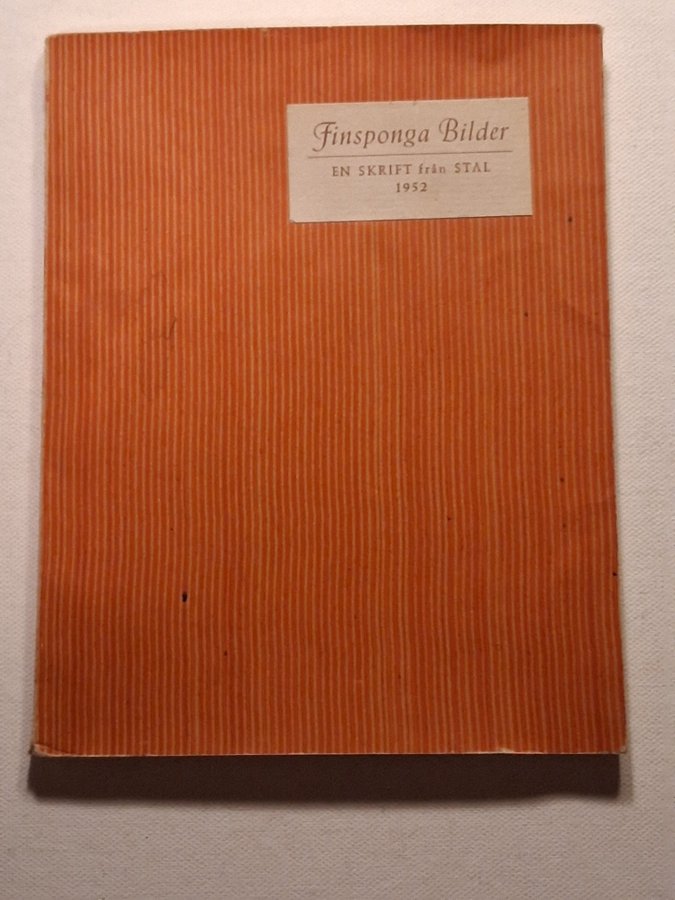 Finsponga Bilder
EN SKRIFT från STAL
1952